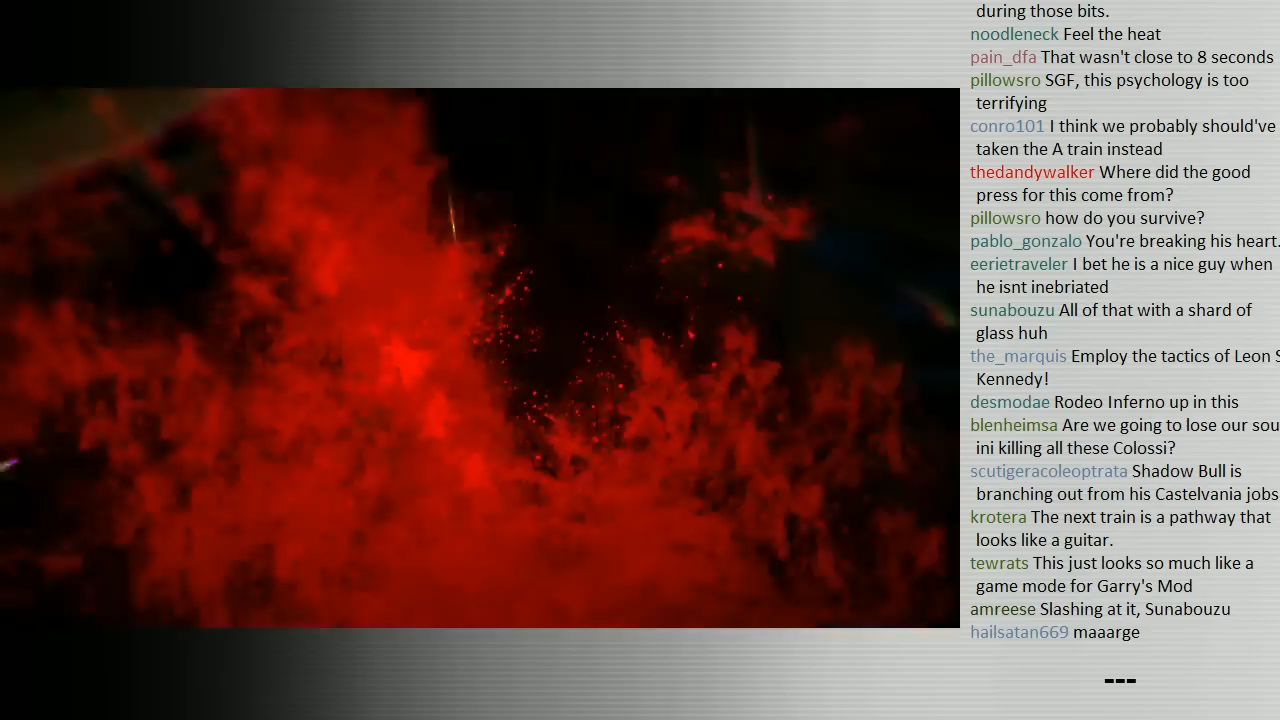 during those bits.
noodleneck Feel the heat
pain_dfa That wasn't close to 8 seconds
pillowsro SGF, this psychology is too
terrifying
conro101 I think we probably should've
taken the A train instead
thedandywalker Where did the good
press for this come from?
pillowsro how do you survive?
pablo_gonzalo You're breaking his heart.
eerietraveler I bet he is a nice guy when
he isnt inebriated
sunabouzu All of that with a shard of
glass huh
the_marquis Employ the tactics of Leon S
Kennedy!
desmodae Rodeo Inferno up in this
blenheimsa Are we going to lose our sou
ini killing all these Colossi?
scutigeracoleoptrata Shadow Bull is
branching out from his Castelvania jobs
krotera The next train is a pathway that
looks like a guitar.
tewrats This just looks so much like a
game mode for Garry's Mod
amreese Slashing at it, Sunabouzu
hailsatan669 maaarge
---